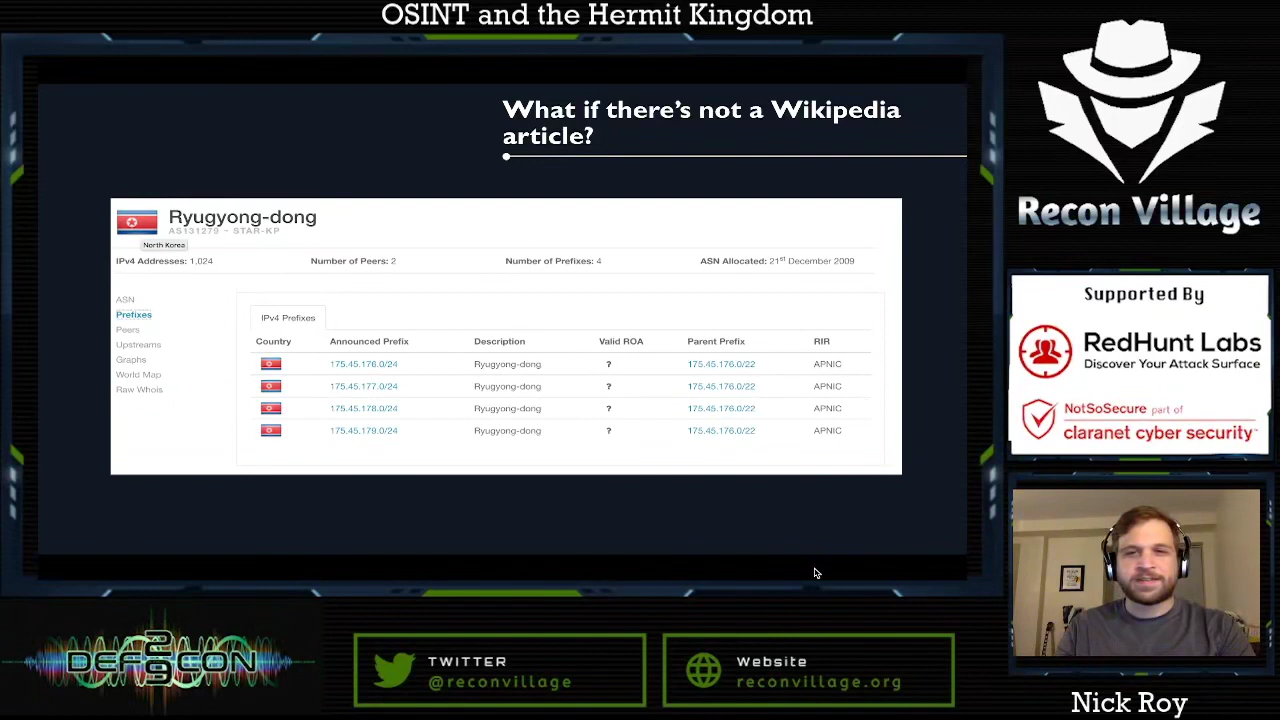 OSINT and the Hermit Kingdom
What if there's not a Wikipedia
article?
Ryugyong-dong
AS131279 - STAR-KP
North Korea
IPv4 Addresses: 1,024
Number of Peers: 2
Number of Prefixes: 4
ASN Allocated: 21st December 2009
ASN
Prefixes
Peers
Upstreams
Graphs
World Map
Raw Whois
IPv4 Prefixes
Country Announced Prefix Description Valid ROA Parent Prefix RIR
175.45.176.0/24 Ryugyong-dong ? 175.45.176.0/22 APNIC
175.45.177.0/24 Ryugyong-dong ? 175.45.176.0/22 APNIC
175.45.178.0/24 Ryugyong-dong ? 175.45.176.0/22 APNIC
175.45.179.0/24 Ryugyong-dong ? 175.45.176.0/22 APNIC
Recon Village
Supported By
RedHunt Labs
Discover Your Attack Surface
NotSoSecure part of
claranet cyber security
DEFCON
29
TWITTER
@reconvillage
Website
reconvillage.org
Nick Roy